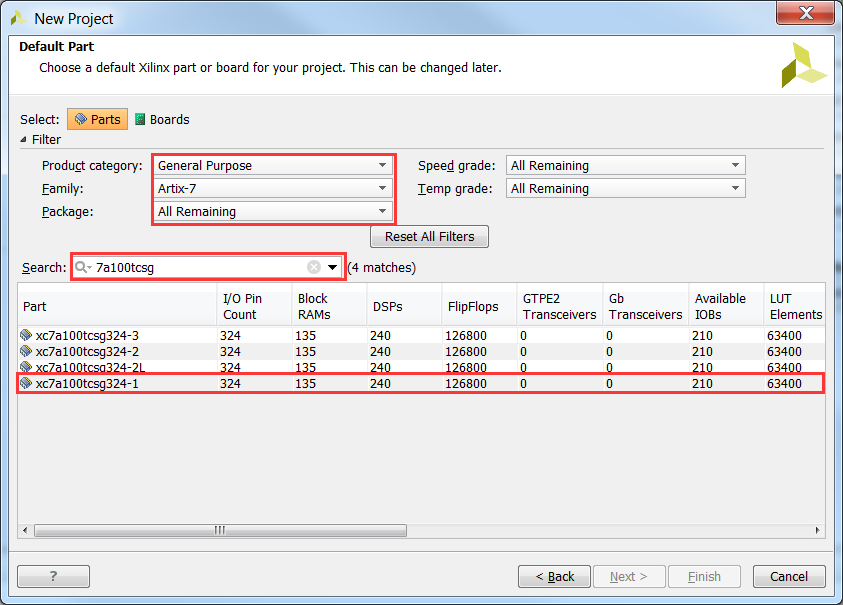 New Project
Default Part
Choose a default Xilinx part or board for your project. This can be changed later.
Select: Parts Boards
Filter
Product category: General Purpose Speed grade: All Remaining
Family: Artix-7 Temp grade: All Remaining
Package: All Remaining
Reset All Filters
Search: 7a100tcsg (4 matches)
Part I/O Pin Count Block RAMs DSPs FlipFlops GTPE2 Transceivers Gb Transceivers Available IOBs LUT Elements
xc7a100tcsg324-3 324 135 240 126800 0 0 210 63400
xc7a100tcsg324-2 324 135 240 126800 0 0 210 63400
xc7a100tcsg324-2L 324 135 240 126800 0 0 210 63400
xc7a100tcsg324-1 324 135 240 126800 0 0 210 63400
? < Back Next > Finish Cancel